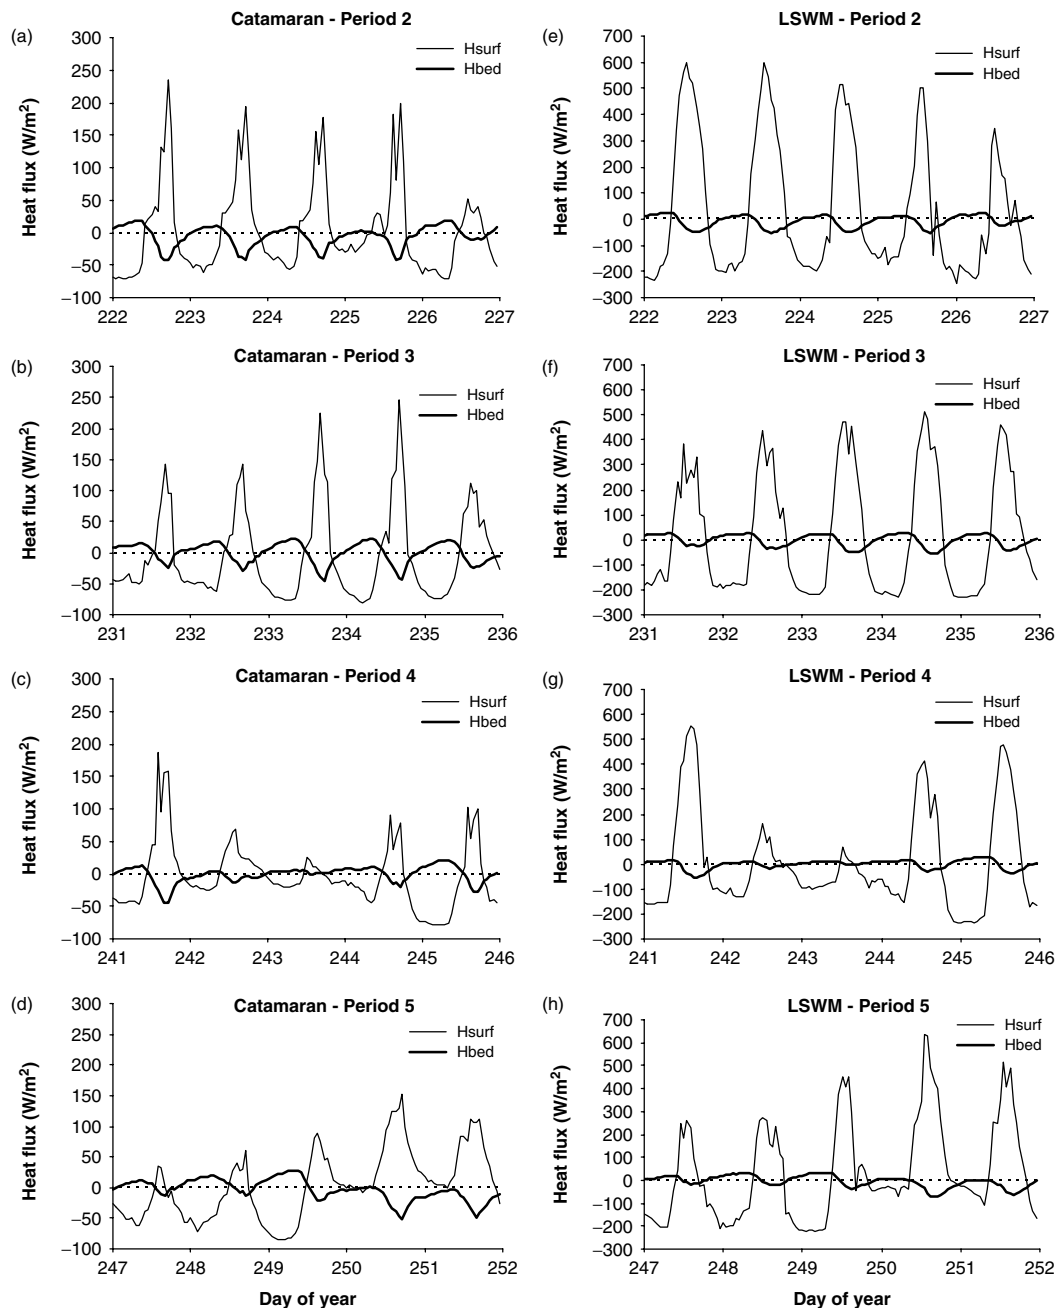 (a)
Catamaran - Period 2
Heat flux (W/m²)
300
250
200
150
100
50
0
−50
−100
222 223 224 225 226 227
Hsurf
Hbed
(e)
LSWM - Period 2
Heat flux (W/m²)
700
600
500
400
300
200
100
0
−100
−200
−300
222 223 224 225 226 227
Hsurf
Hbed
(b)
Catamaran - Period 3
Heat flux (W/m²)
300
250
200
150
100
50
0
−50
−100
231 232 233 234 235 236
Hsurf
Hbed
(f)
LSWM - Period 3
Heat flux (W/m²)
700
600
500
400
300
200
100
0
−100
−200
−300
231 232 233 234 235 236
Hsurf
Hbed
(c)
Catamaran - Period 4
Heat flux (W/m²)
300
250
200
150
100
50
0
−50
−100
241 242 243 244 245 246
Hsurf
Hbed
(g)
LSWM - Period 4
Heat flux (W/m²)
700
600
500
400
300
200
100
0
−100
−200
−300
241 242 243 244 245 246
Hsurf
Hbed
(d)
Catamaran - Period 5
Heat flux (W/m²)
300
250
200
150
100
50
0
−50
−100
247 248 249 250 251 252
Day of year
Hsurf
Hbed
(h)
LSWM - Period 5
Heat flux (W/m²)
700
600
500
400
300
200
100
0
−100
−200
−300
247 248 249 250 251 252
Day of year
Hsurf
Hbed